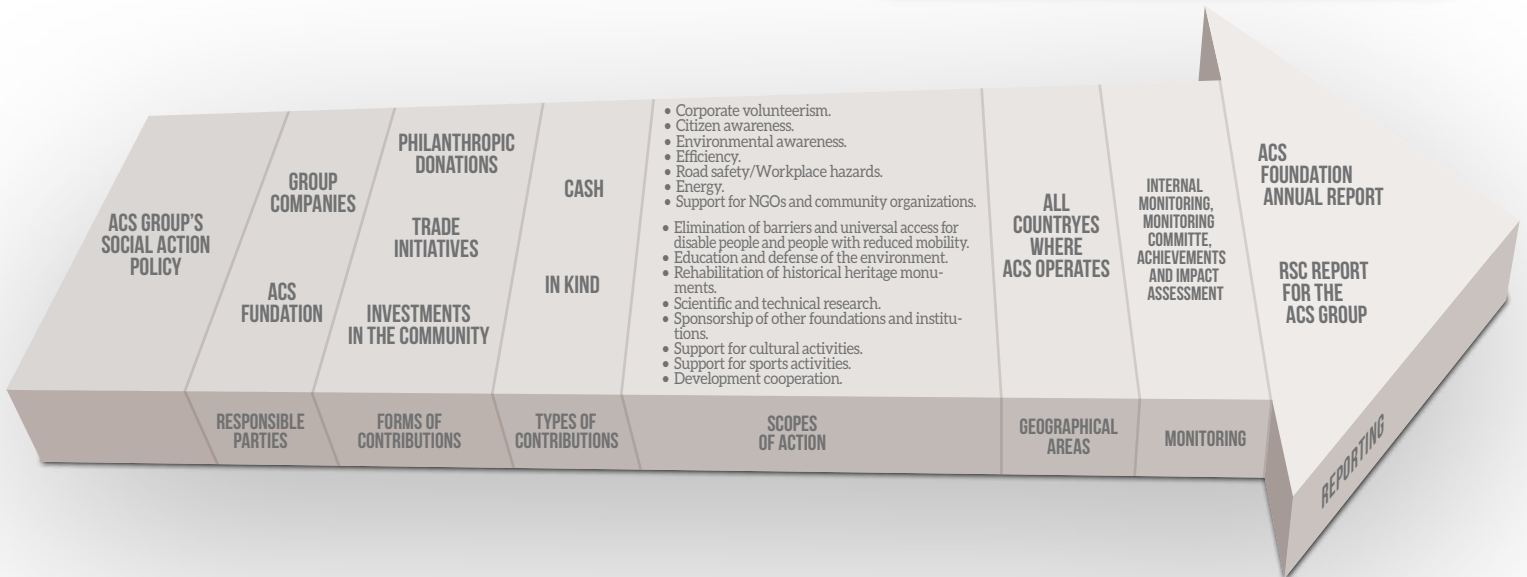 ACS GROUP'S
SOCIAL ACTION
POLICY
GROUP
COMPANIES
ACS
FUNDATION
RESPONSIBLE
PARTIES
PHILANTHROPIC
DONATIONS
TRADE
INITIATIVES
INVESTMENTS
IN THE COMMUNITY
FORMS OF
CONTRIBUTIONS
CASH
IN KIND
TYPES OF
CONTRIBUTIONS
• Corporate volunteerism.
• Citizen awareness.
• Environmental awareness.
• Efficiency.
• Road safety/Workplace hazards.
• Energy.
• Support for NGOs and community organizations.
• Elimination of barriers and universal access for
disable people and people with reduced mobility.
• Education and defense of the environment.
• Rehabilitation of historical heritage monu-
ments.
• Scientific and technical research.
• Sponsorship of other foundations and institu-
tions.
• Support for cultural activities.
• Support for sports activities.
• Development cooperation.
SCOPES
OF ACTION
ALL
COUNTRYES
WHERE
ACS OPERATES
GEOGRAPHICAL
AREAS
INTERNAL
MONITORING,
MONITORING
COMMITTE,
ACHIEVEMENTS
AND IMPACT
ASSESSMENT
MONITORING
ACS
FOUNDATION
ANNUAL REPORT
RSC REPORT
FOR THE
ACS GROUP
REPORTING